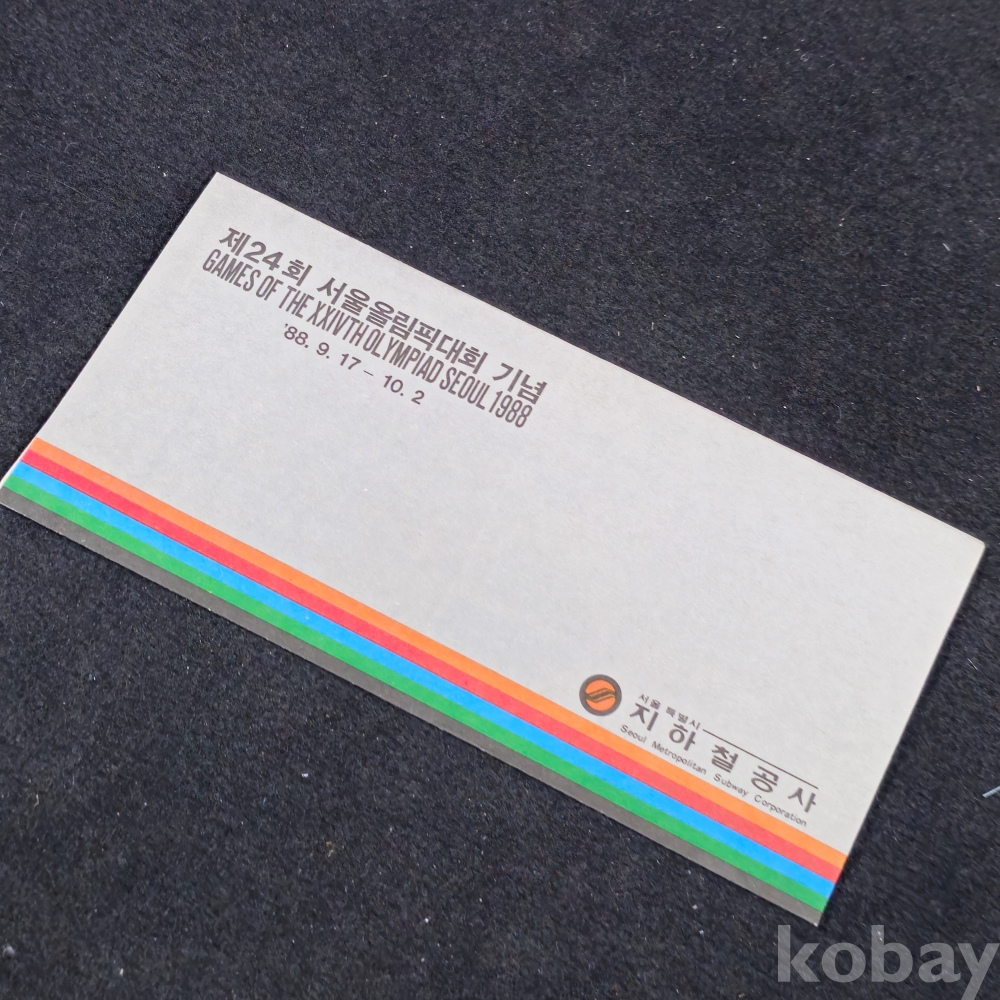 제24회 서울올림픽대회 기념
GAMES OF THE XXIVTH OLYMPIAD SEOUL 1988
'88. 9. 17 - 10. 2
서울특별시
지하철공사
Seoul Metropolitan Subway Corporation
kobay